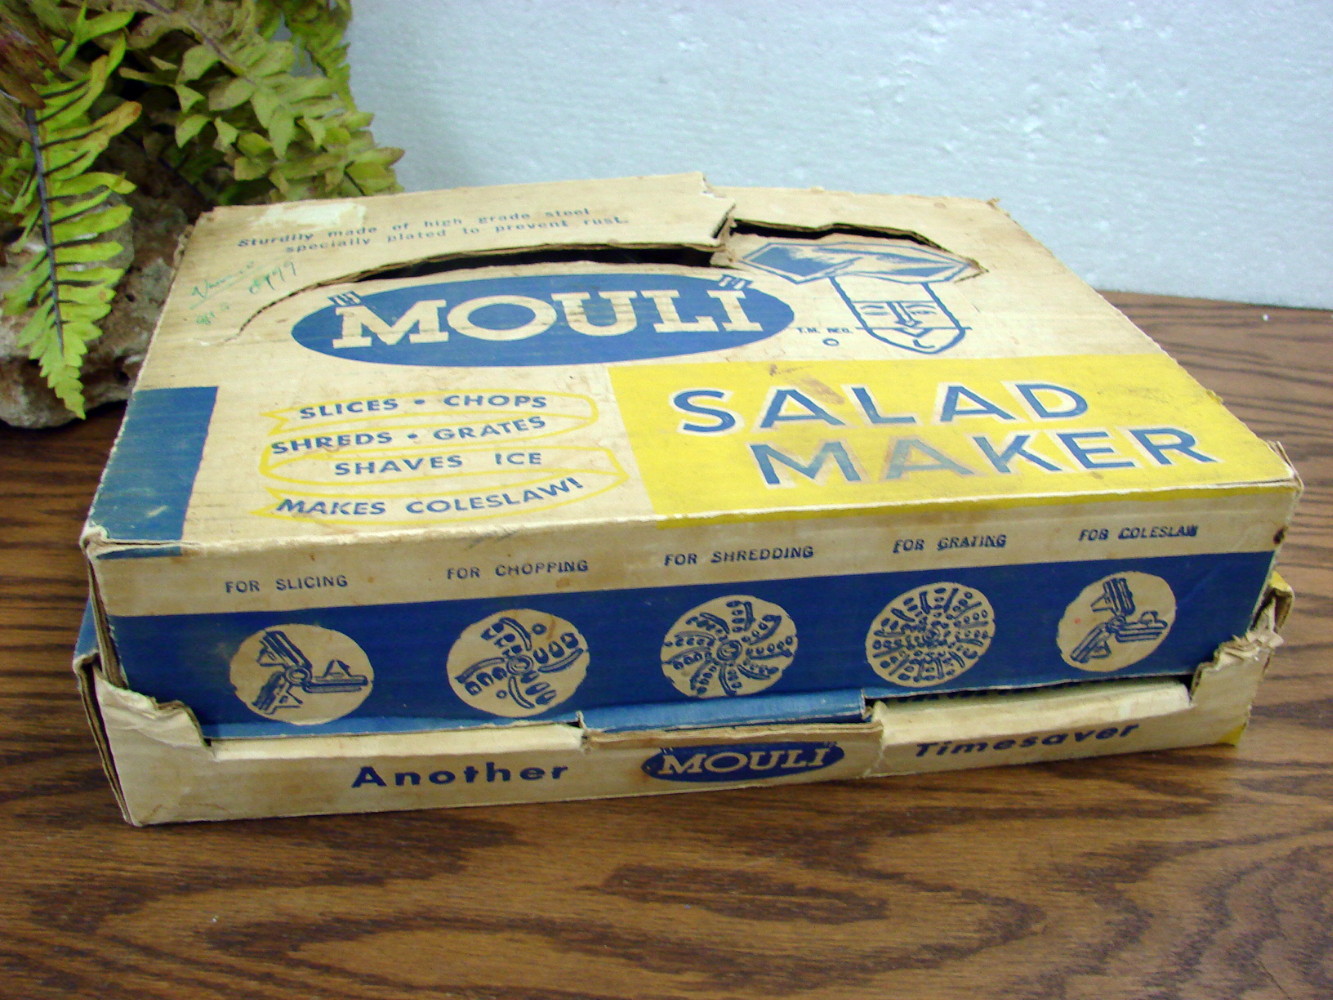 Sturdily made of high grade steel
specially plated to prevent rust.
"MOULI"
T.M. REG.
SLICES • CHOPS
SHREDS • GRATES
SHAVES ICE
MAKES COLESLAW!
SALAD
MAKER
FOR SLICING
FOR CHOPPING
FOR SHREDDING
FOR GRATING
FOR COLESLAW
Another "MOULI" Timesaver